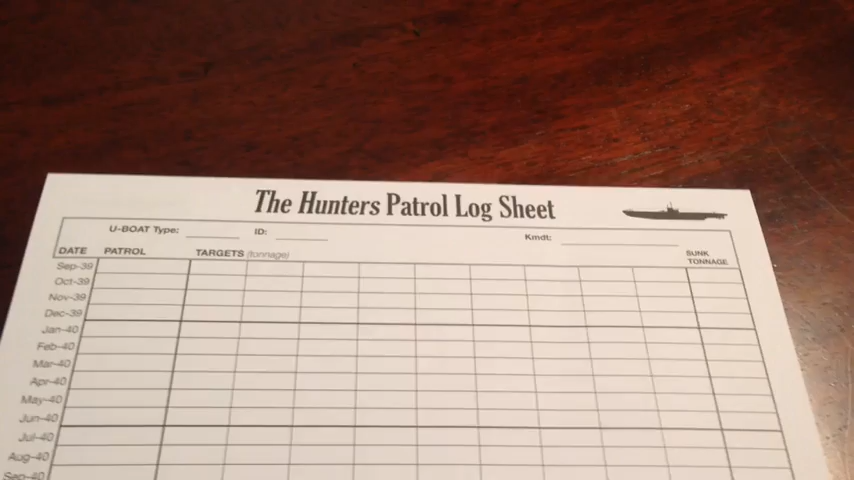 The Hunters Patrol Log Sheet
U-BOAT Type: ID: Kmdt:
DATE PATROL TARGETS (tonnage) SUNK TONNAGE
Sep-39
Oct-39
Nov-39
Dec-39
Jan-40
Feb-40
Mar-40
Apr-40
May-40
Jun-40
Jul-40
Aug-40
Sep-40